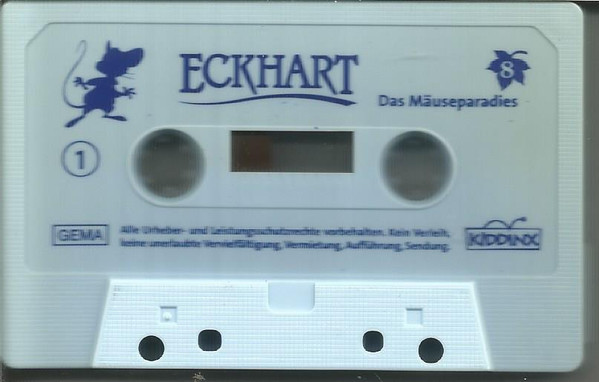 ECKHART
8
Das Mäuseparadies
1
GEMA
Alle Urheber- und Leistungsschutzrechte vorbehalten. Kein Verleih,
keine unerlaubte Vervielfältigung, Vermietung, Aufführung, Sendung.
KIDDINX